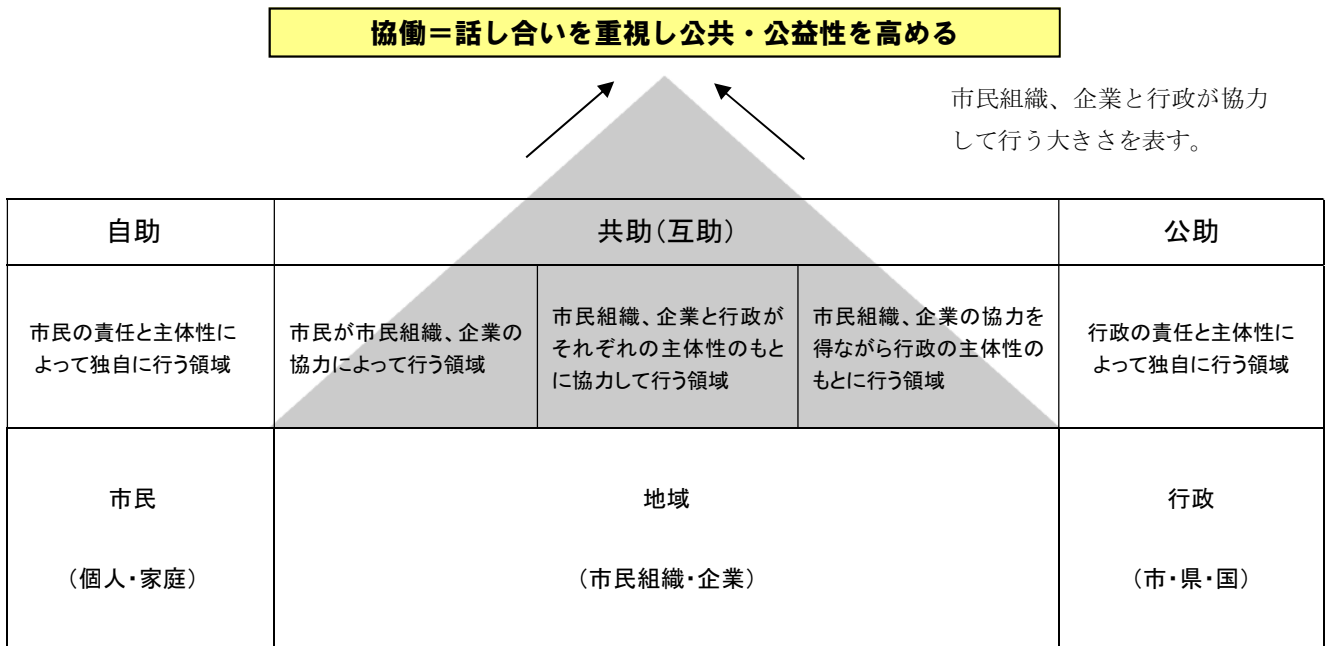 協働＝話し合いを重視し公共・公益性を高める
市民組織、企業と行政が協力
して行う大きさを表す。
自助
共助（互助）
公助
市民の責任と主体性に
よって独自に行う領域
市民が市民組織、企業の
協力によって行う領域
市民組織、企業と行政が
それぞれの主体性のもと
に協力して行う領域
市民組織、企業の協力を
得ながら行政の主体性の
もとに行う領域
行政の責任と主体性に
よって独自に行う領域
市民
（個人・家庭）
地域
（市民組織・企業）
行政
（市・県・国）